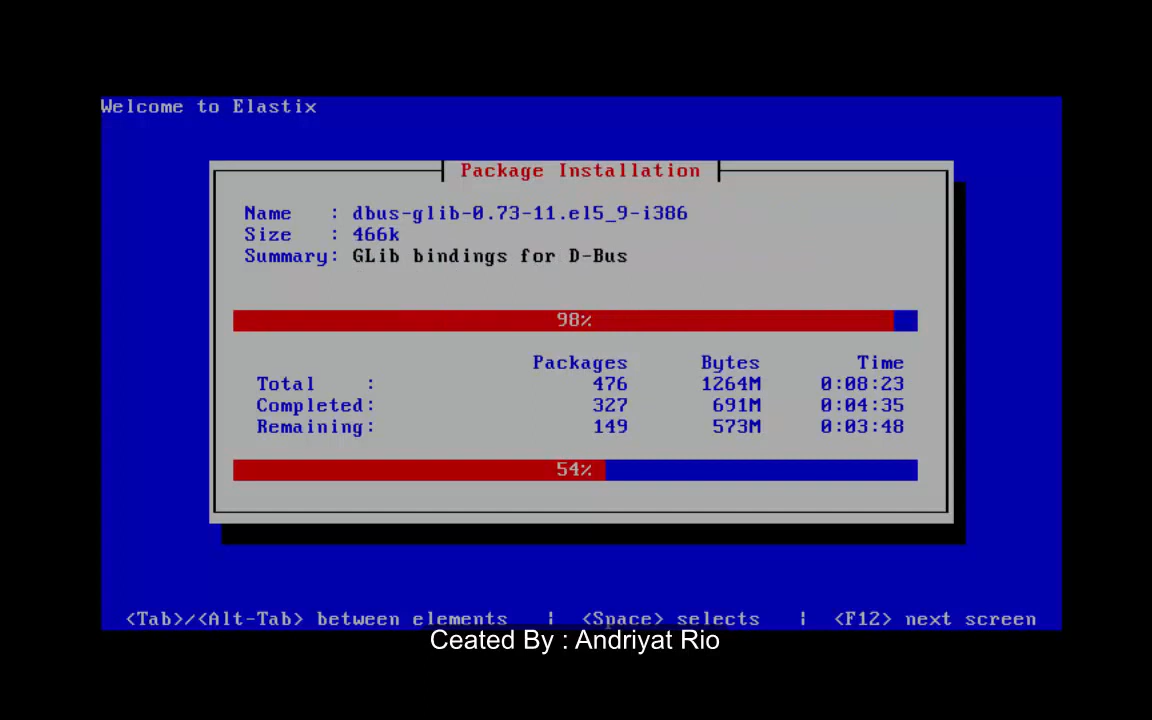 Welcome to Elastix
Package Installation
Name : dbus-glib-0.73-11.el5_9-i386
Size : 466k
Summary: GLib bindings for D-Bus
98%
Packages Bytes Time
Total : 476 1264M 0:08:23
Completed: 327 691M 0:04:35
Remaining: 149 573M 0:03:48
54%
<Tab>/<Alt-Tab> between elements | <Space> selects | <F12> next screen
Ceated By : Andriyat Rio